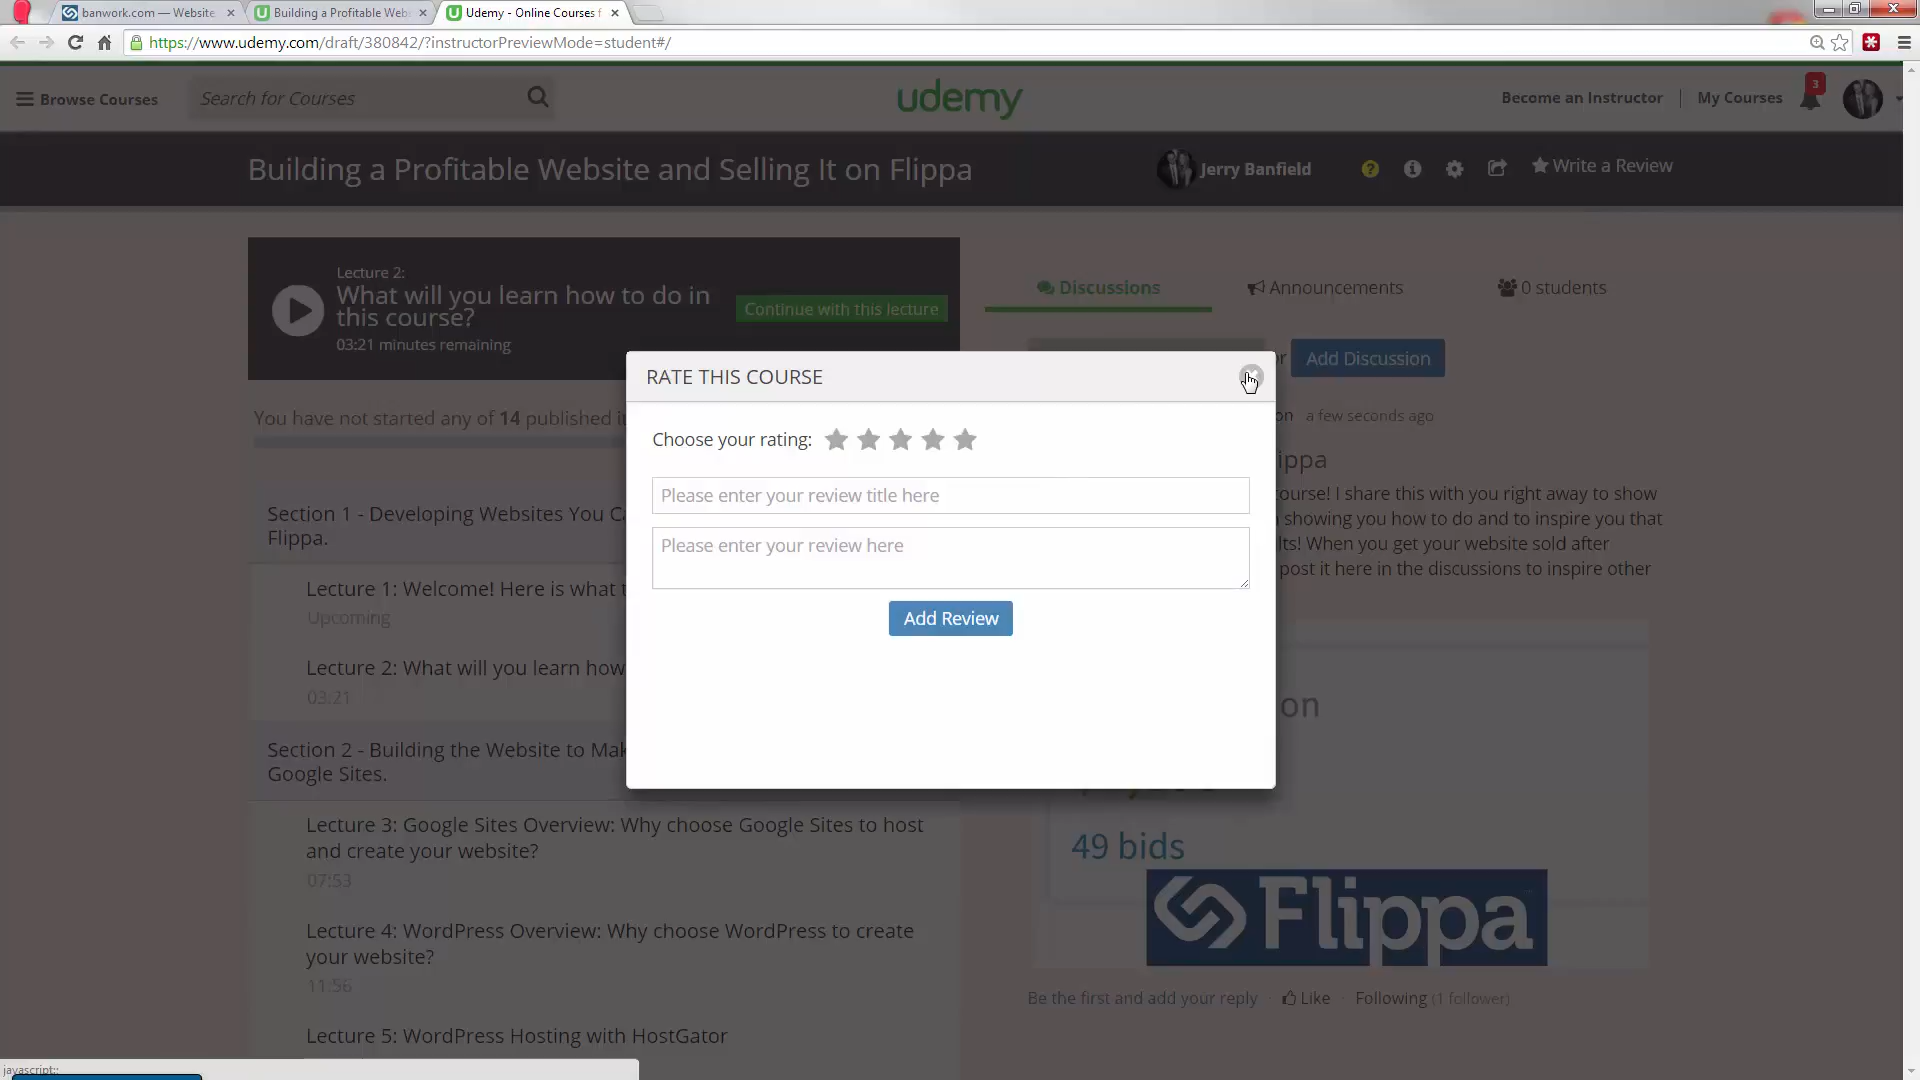 banwork.com — Website
Building a Profitable Web
Udemy - Online Courses f
https://www.udemy.com/draft/380842/?instructorPreviewMode=student#/
Browse Courses
Search for Courses
udemy
Become an Instructor
My Courses
3
Building a Profitable Website and Selling It on Flippa
Jerry Banfield
Write a Review
Lecture 2:
What will you learn how to do in
this course?
03:21 minutes remaining
Continue with this lecture
Discussions
Announcements
0 students
Add Discussion
You have not started any of 14 published
a few seconds ago
RATE THIS COURSE
Choose your rating:
Please enter your review title here
Please enter your review here
Add Review
ippa
ourse! I share this with you right away to show
showing you how to do and to inspire you that
lts! When you get your website sold after
post it here in the discussions to inspire other
Section 1 - Developing Websites You Ca
Flippa.
Lecture 1: Welcome! Here is what
Upcoming
Lecture 2: What will you learn how
03:21
Section 2 - Building the Website to Mak
Google Sites.
Lecture 3: Google Sites Overview: Why choose Google Sites to host
and create your website?
07:53
Lecture 4: WordPress Overview: Why choose WordPress to create
your website?
11:56
Lecture 5: WordPress Hosting with HostGator
on
49 bids
Flippa
Be the first and add your reply · Like · Following (1 follower)
javascript:;